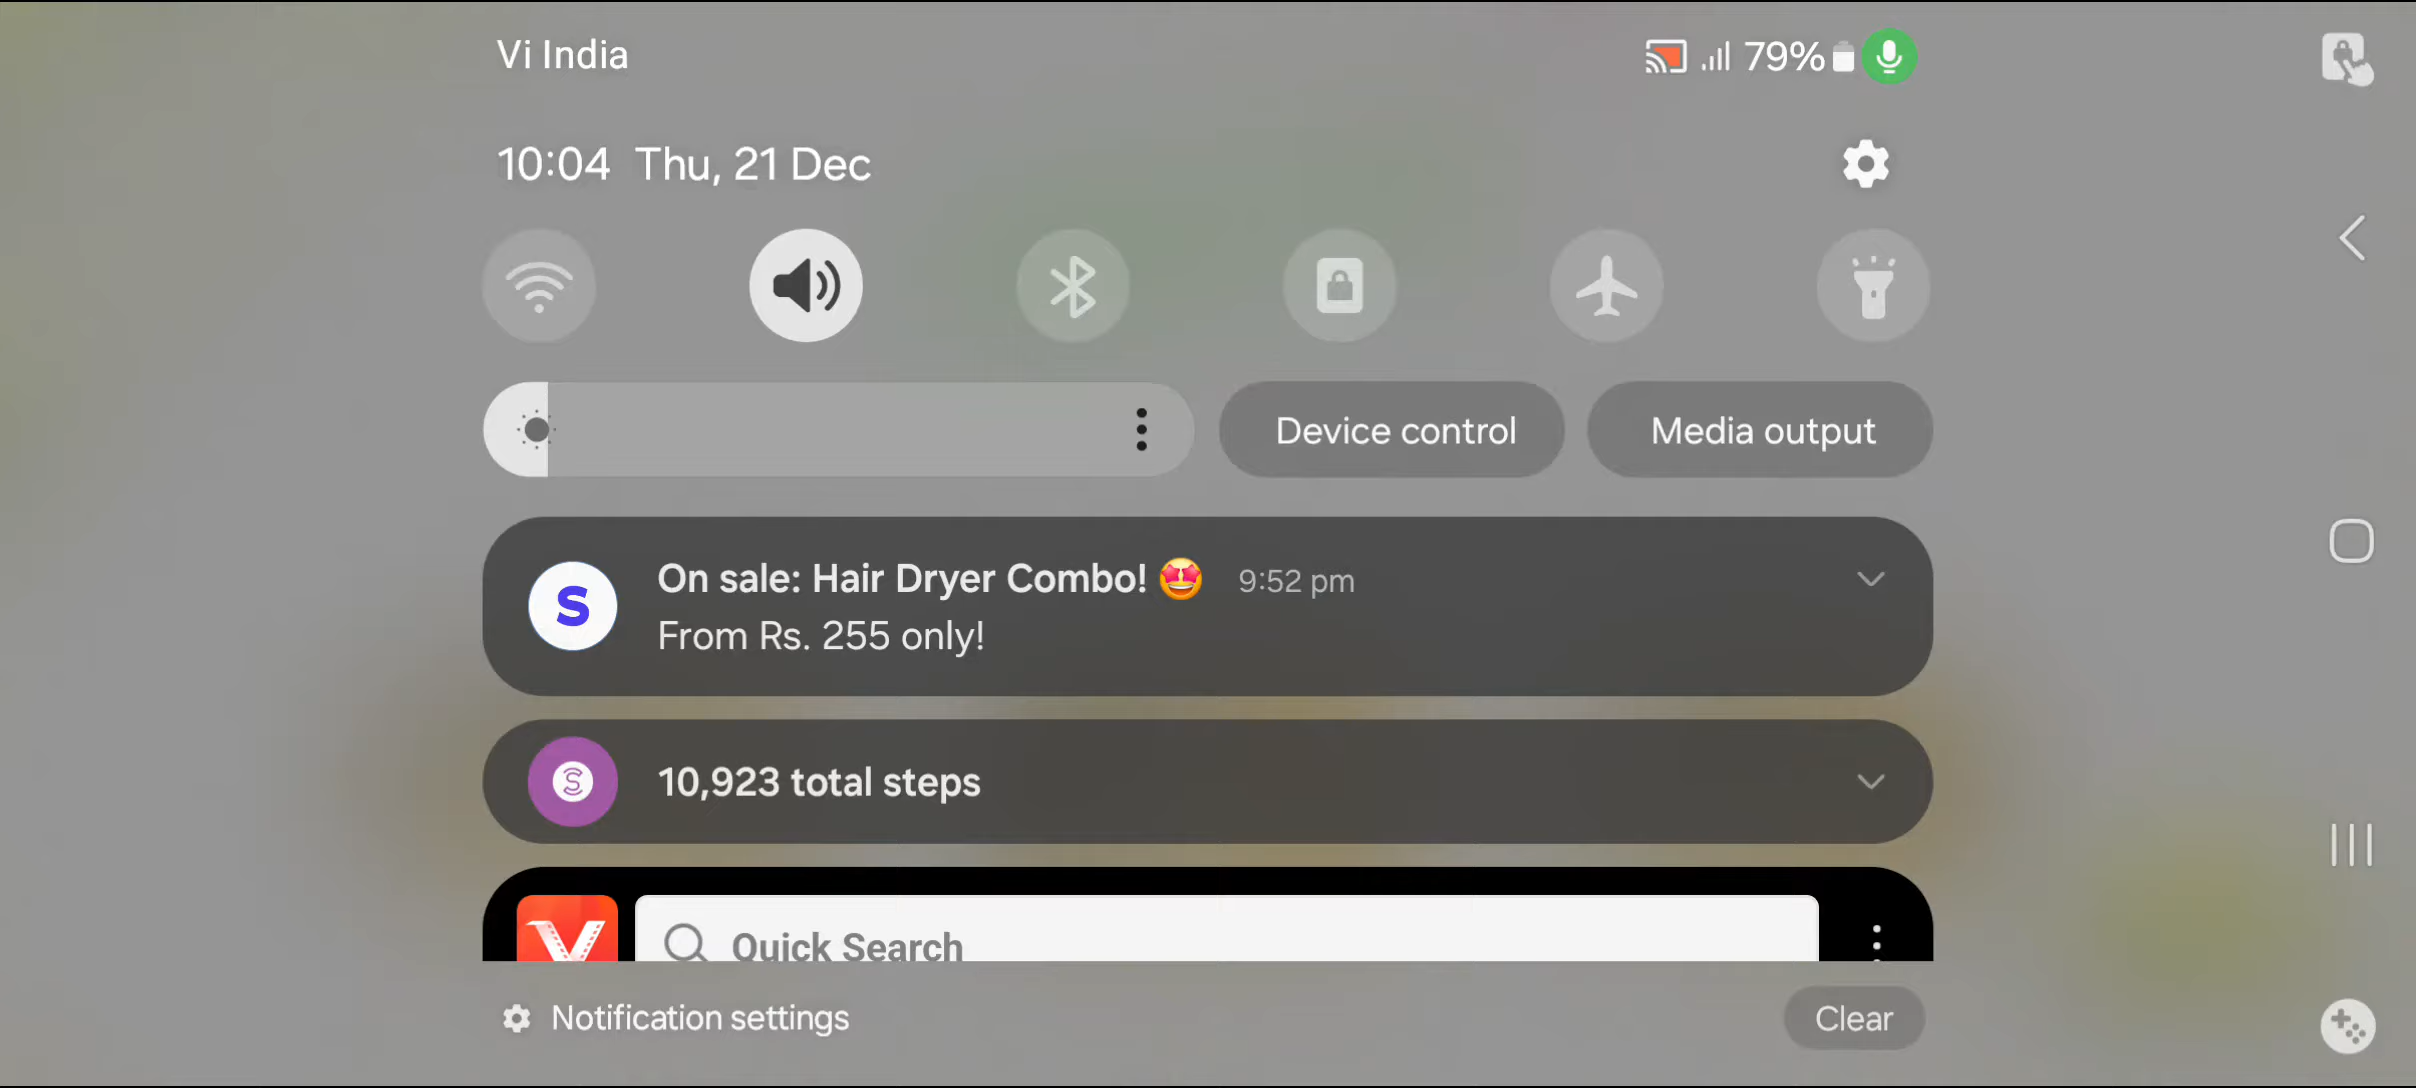 Vi India
79%
10:04 Thu, 21 Dec
Device control
Media output
S
On sale: Hair Dryer Combo! 🤩 9:52 pm
From Rs. 255 only!
S
10,923 total steps
V
Quick Search
Notification settings
Clear